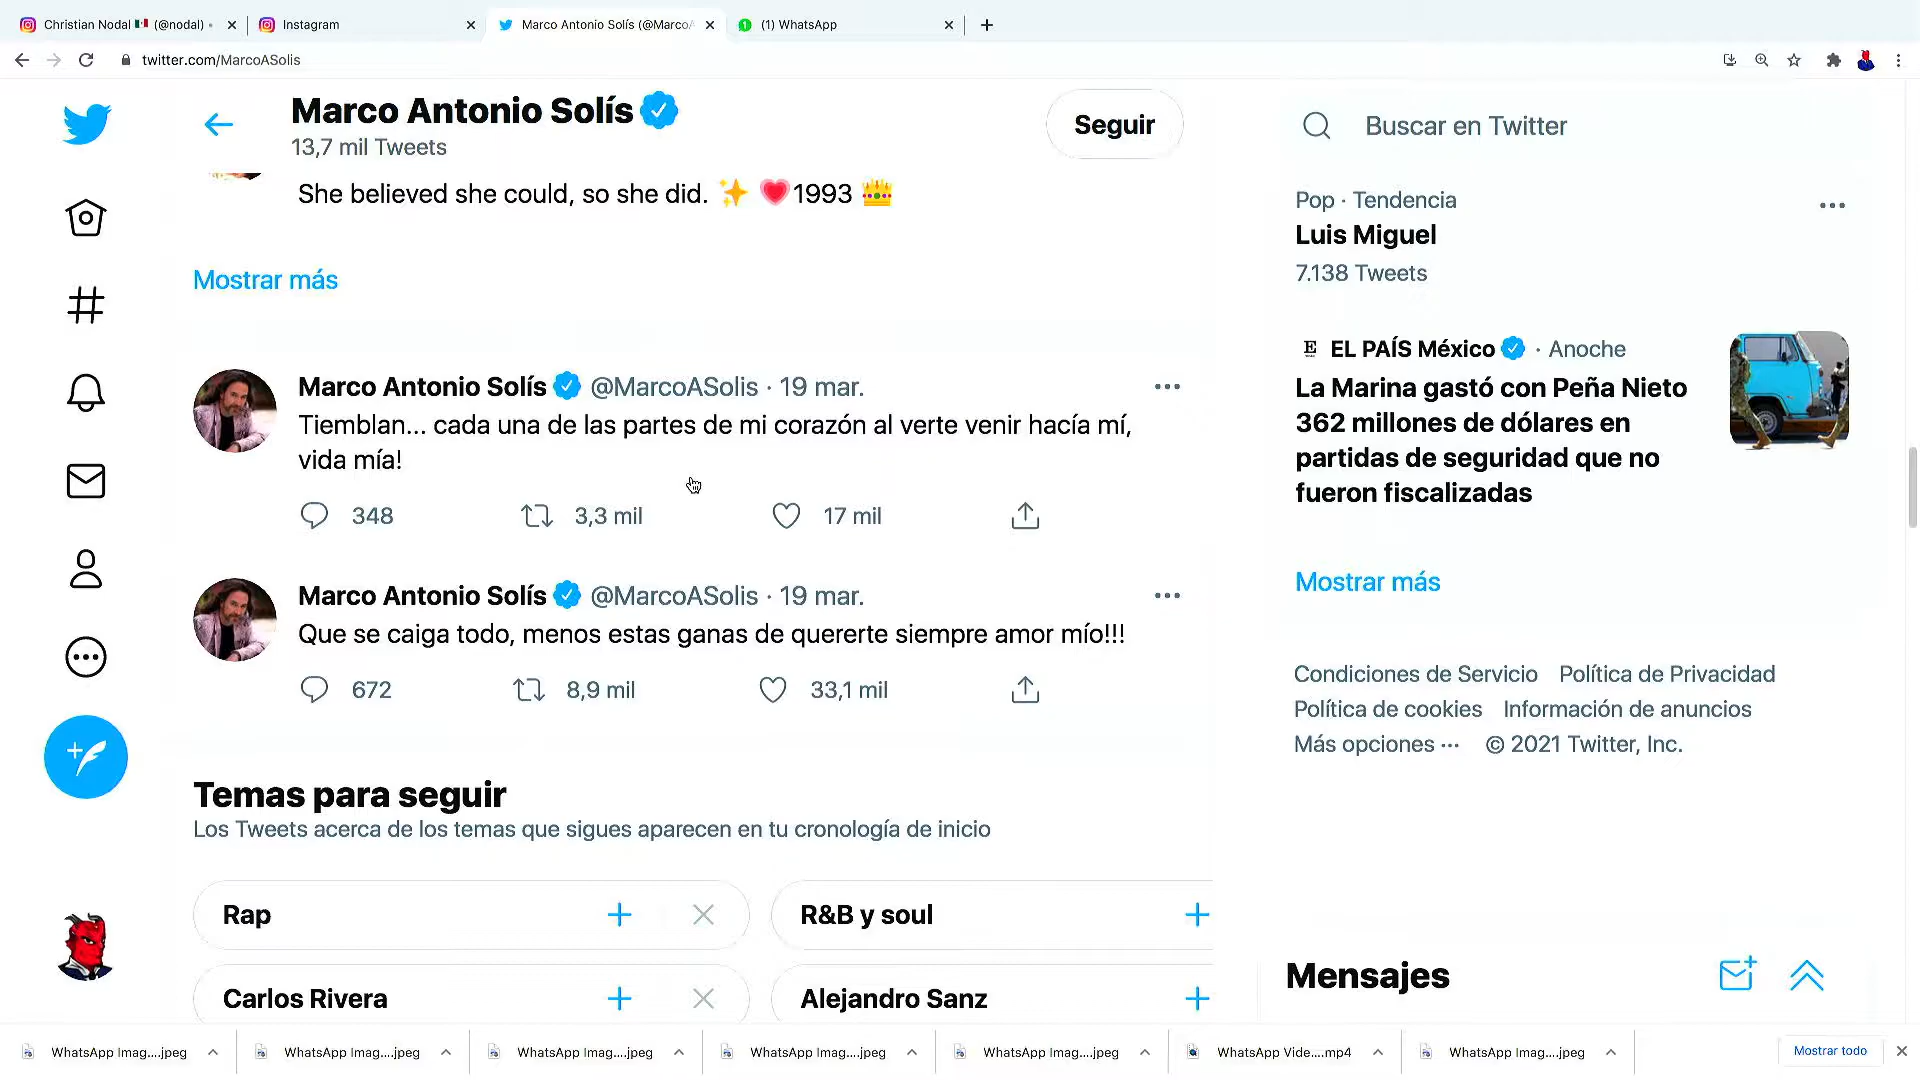 Christian Nodal 🇲🇽 (@nodal) •
Instagram
Marco Antonio Solís (@MarcoA
(1) WhatsApp
twitter.com/MarcoASolis
Marco Antonio Solís
13,7 mil Tweets
Seguir
Buscar en Twitter
She believed she could, so she did. ✨ 💗1993 👑
Mostrar más
Pop · Tendencia
Luis Miguel
7.138 Tweets
EL PAÍS México · Anoche
La Marina gastó con Peña Nieto
362 millones de dólares en
partidas de seguridad que no
fueron fiscalizadas
Mostrar más
Marco Antonio Solís @MarcoASolis · 19 mar.
Tiemblan... cada una de las partes de mi corazón al verte venir hacía mí,
vida mía!
348 3,3 mil 17 mil
Marco Antonio Solís @MarcoASolis · 19 mar.
Que se caiga todo, menos estas ganas de quererte siempre amor mío!!!
672 8,9 mil 33,1 mil
Condiciones de Servicio Política de Privacidad
Política de cookies Información de anuncios
Más opciones ··· © 2021 Twitter, Inc.
Temas para seguir
Los Tweets acerca de los temas que sigues aparecen en tu cronología de inicio
Rap
R&B y soul
Carlos Rivera
Alejandro Sanz
Mensajes
WhatsApp Imag....jpeg
WhatsApp Imag....jpeg
WhatsApp Imag....jpeg
WhatsApp Imag....jpeg
WhatsApp Imag....jpeg
WhatsApp Vide....mp4
WhatsApp Imag....jpeg
Mostrar todo